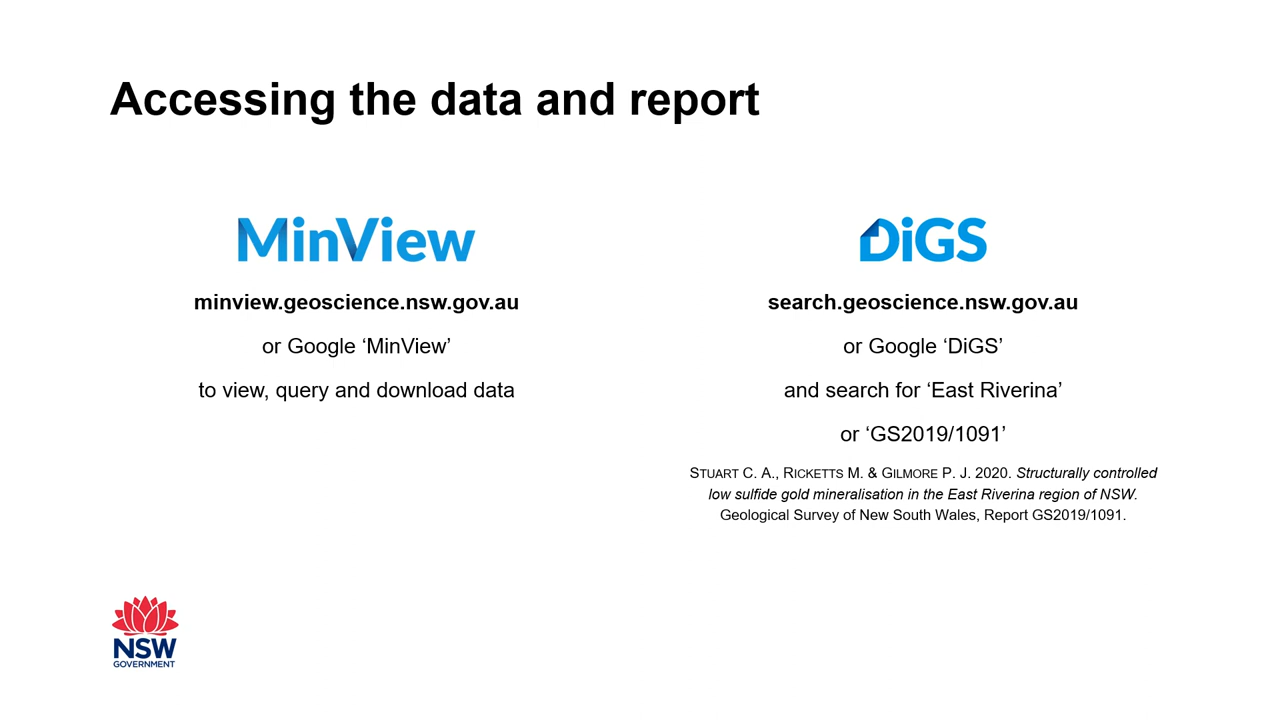 Accessing the data and report
MinView
minview.geoscience.nsw.gov.au
or Google ‘MinView’
to view, query and download data
DiGS
search.geoscience.nsw.gov.au
or Google ‘DiGS’
and search for ‘East Riverina’
or ‘GS2019/1091’
STUART C. A., RICKETTS M. & GILMORE P. J. 2020. Structurally controlled
low sulfide gold mineralisation in the East Riverina region of NSW.
Geological Survey of New South Wales, Report GS2019/1091.
NSW
GOVERNMENT